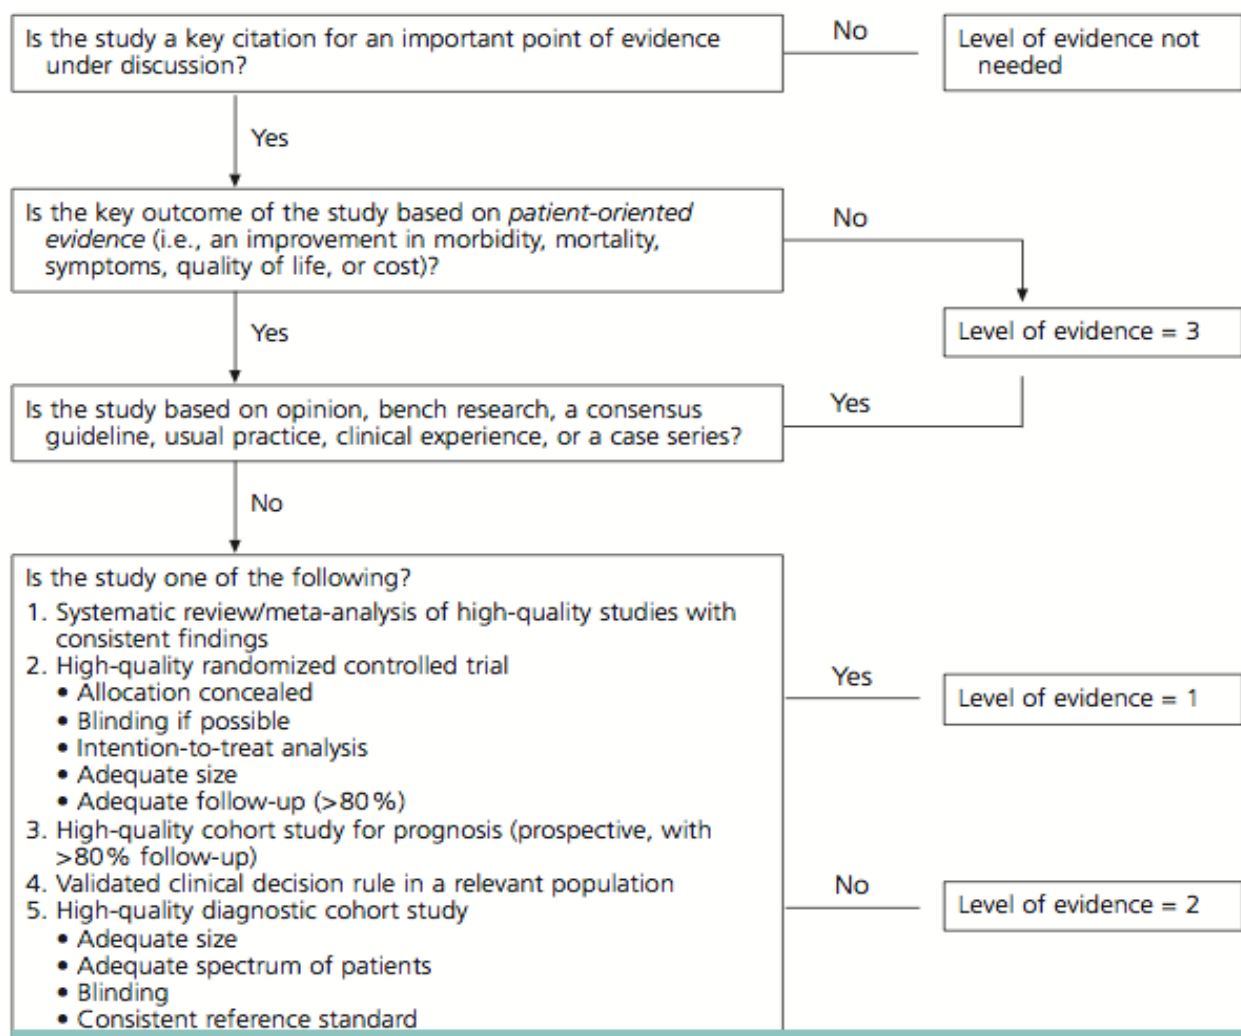 Is the study a key citation for an important point of evidence
under discussion?
No
Level of evidence not
needed
Yes
Is the key outcome of the study based on patient-oriented
evidence (i.e., an improvement in morbidity, mortality,
symptoms, quality of life, or cost)?
No
Yes
Level of evidence = 3
Is the study based on opinion, bench research, a consensus
guideline, usual practice, clinical experience, or a case series?
Yes
No
Is the study one of the following?
1. Systematic review/meta-analysis of high-quality studies with
consistent findings
2. High-quality randomized controlled trial
• Allocation concealed
• Blinding if possible
• Intention-to-treat analysis
• Adequate size
• Adequate follow-up (>80%)
3. High-quality cohort study for prognosis (prospective, with
>80% follow-up)
4. Validated clinical decision rule in a relevant population
5. High-quality diagnostic cohort study
• Adequate size
• Adequate spectrum of patients
• Blinding
• Consistent reference standard
Yes
Level of evidence = 1
No
Level of evidence = 2